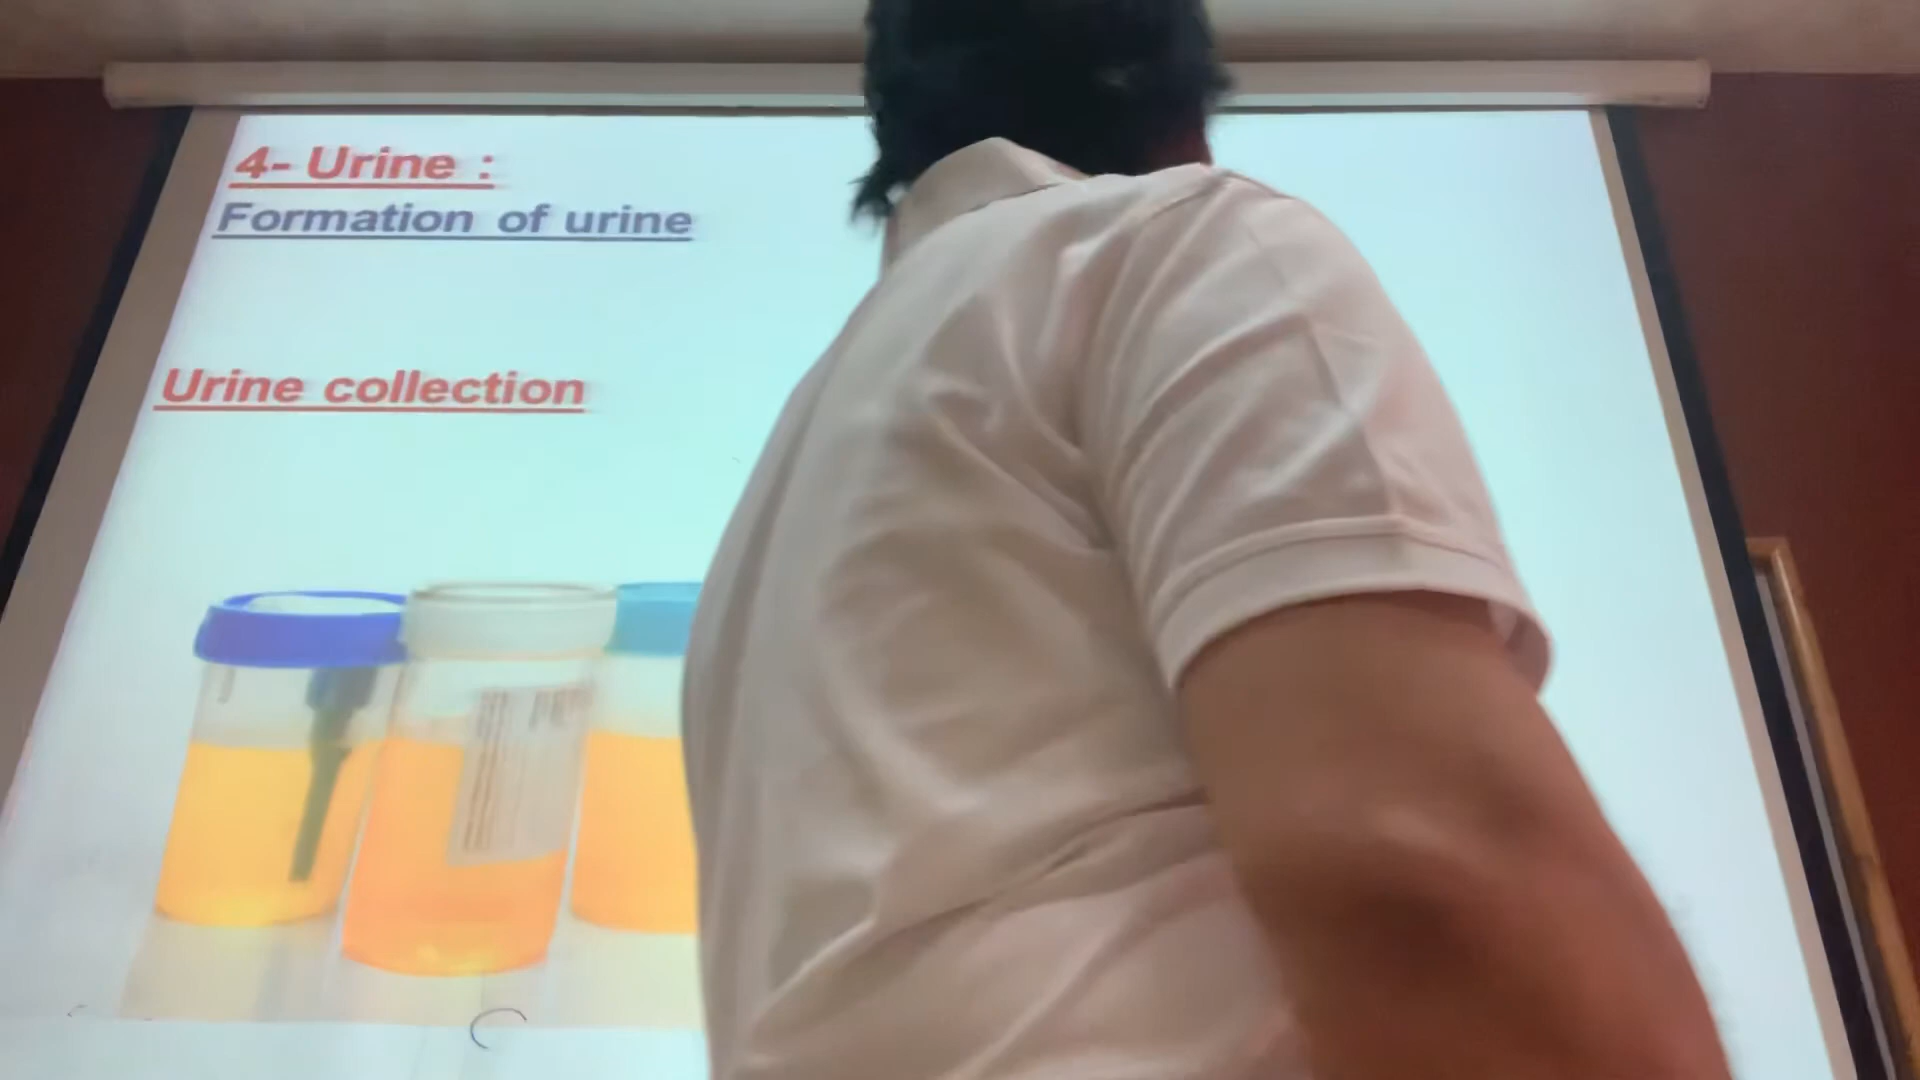 4- Urine :
Formation of urine
Urine collection